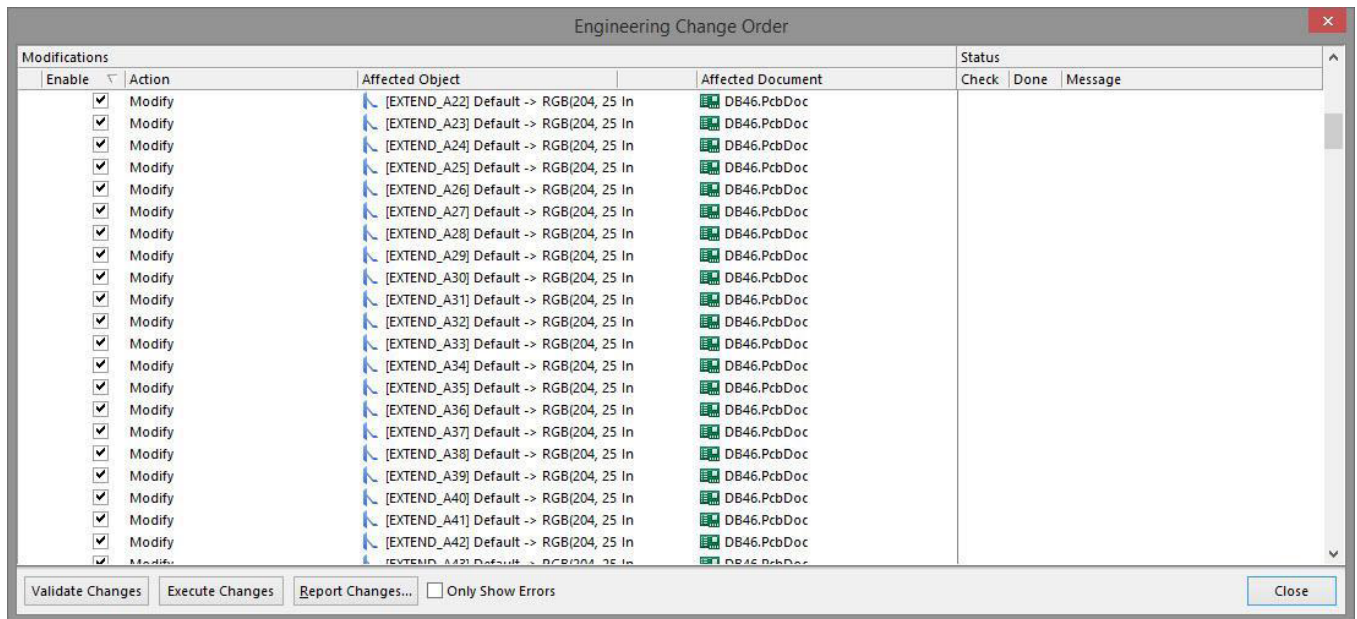 Engineering Change Order
Modifications Status
Enable Action Affected Object Affected Document Check Done Message
Modify [EXTEND_A22] Default -> RGB(204, 25 In DB46.PcbDoc
Modify [EXTEND_A23] Default -> RGB(204, 25 In DB46.PcbDoc
Modify [EXTEND_A24] Default -> RGB(204, 25 In DB46.PcbDoc
Modify [EXTEND_A25] Default -> RGB(204, 25 In DB46.PcbDoc
Modify [EXTEND_A26] Default -> RGB(204, 25 In DB46.PcbDoc
Modify [EXTEND_A27] Default -> RGB(204, 25 In DB46.PcbDoc
Modify [EXTEND_A28] Default -> RGB(204, 25 In DB46.PcbDoc
Modify [EXTEND_A29] Default -> RGB(204, 25 In DB46.PcbDoc
Modify [EXTEND_A30] Default -> RGB(204, 25 In DB46.PcbDoc
Modify [EXTEND_A31] Default -> RGB(204, 25 In DB46.PcbDoc
Modify [EXTEND_A32] Default -> RGB(204, 25 In DB46.PcbDoc
Modify [EXTEND_A33] Default -> RGB(204, 25 In DB46.PcbDoc
Modify [EXTEND_A34] Default -> RGB(204, 25 In DB46.PcbDoc
Modify [EXTEND_A35] Default -> RGB(204, 25 In DB46.PcbDoc
Modify [EXTEND_A36] Default -> RGB(204, 25 In DB46.PcbDoc
Modify [EXTEND_A37] Default -> RGB(204, 25 In DB46.PcbDoc
Modify [EXTEND_A38] Default -> RGB(204, 25 In DB46.PcbDoc
Modify [EXTEND_A39] Default -> RGB(204, 25 In DB46.PcbDoc
Modify [EXTEND_A40] Default -> RGB(204, 25 In DB46.PcbDoc
Modify [EXTEND_A41] Default -> RGB(204, 25 In DB46.PcbDoc
Modify [EXTEND_A42] Default -> RGB(204, 25 In DB46.PcbDoc
Modify [EXTEND_A43] Default -> RGB(204, 25 In DB46.PcbDoc
Validate Changes Execute Changes Report Changes... Only Show Errors Close